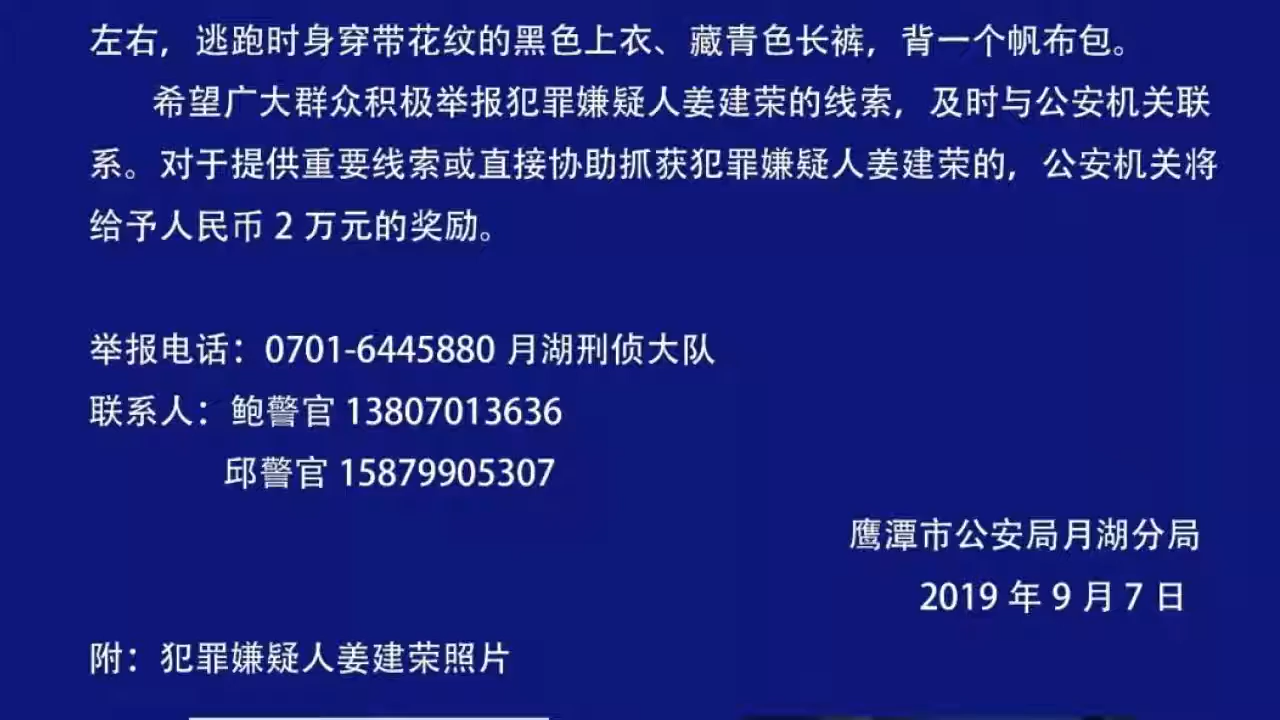 左右，逃跑时身穿带花纹的黑色上衣、藏青色长裤，背一个帆布包。
希望广大群众积极举报犯罪嫌疑人姜建荣的线索，及时与公安机关联
系。对于提供重要线索或直接协助抓获犯罪嫌疑人姜建荣的，公安机关将
给予人民币 2 万元的奖励。
举报电话：0701-6445880 月湖刑侦大队
联系人：鲍警官 13807013636
邱警官 15879905307
鹰潭市公安局月湖分局
2019 年 9 月 7 日
附：犯罪嫌疑人姜建荣照片